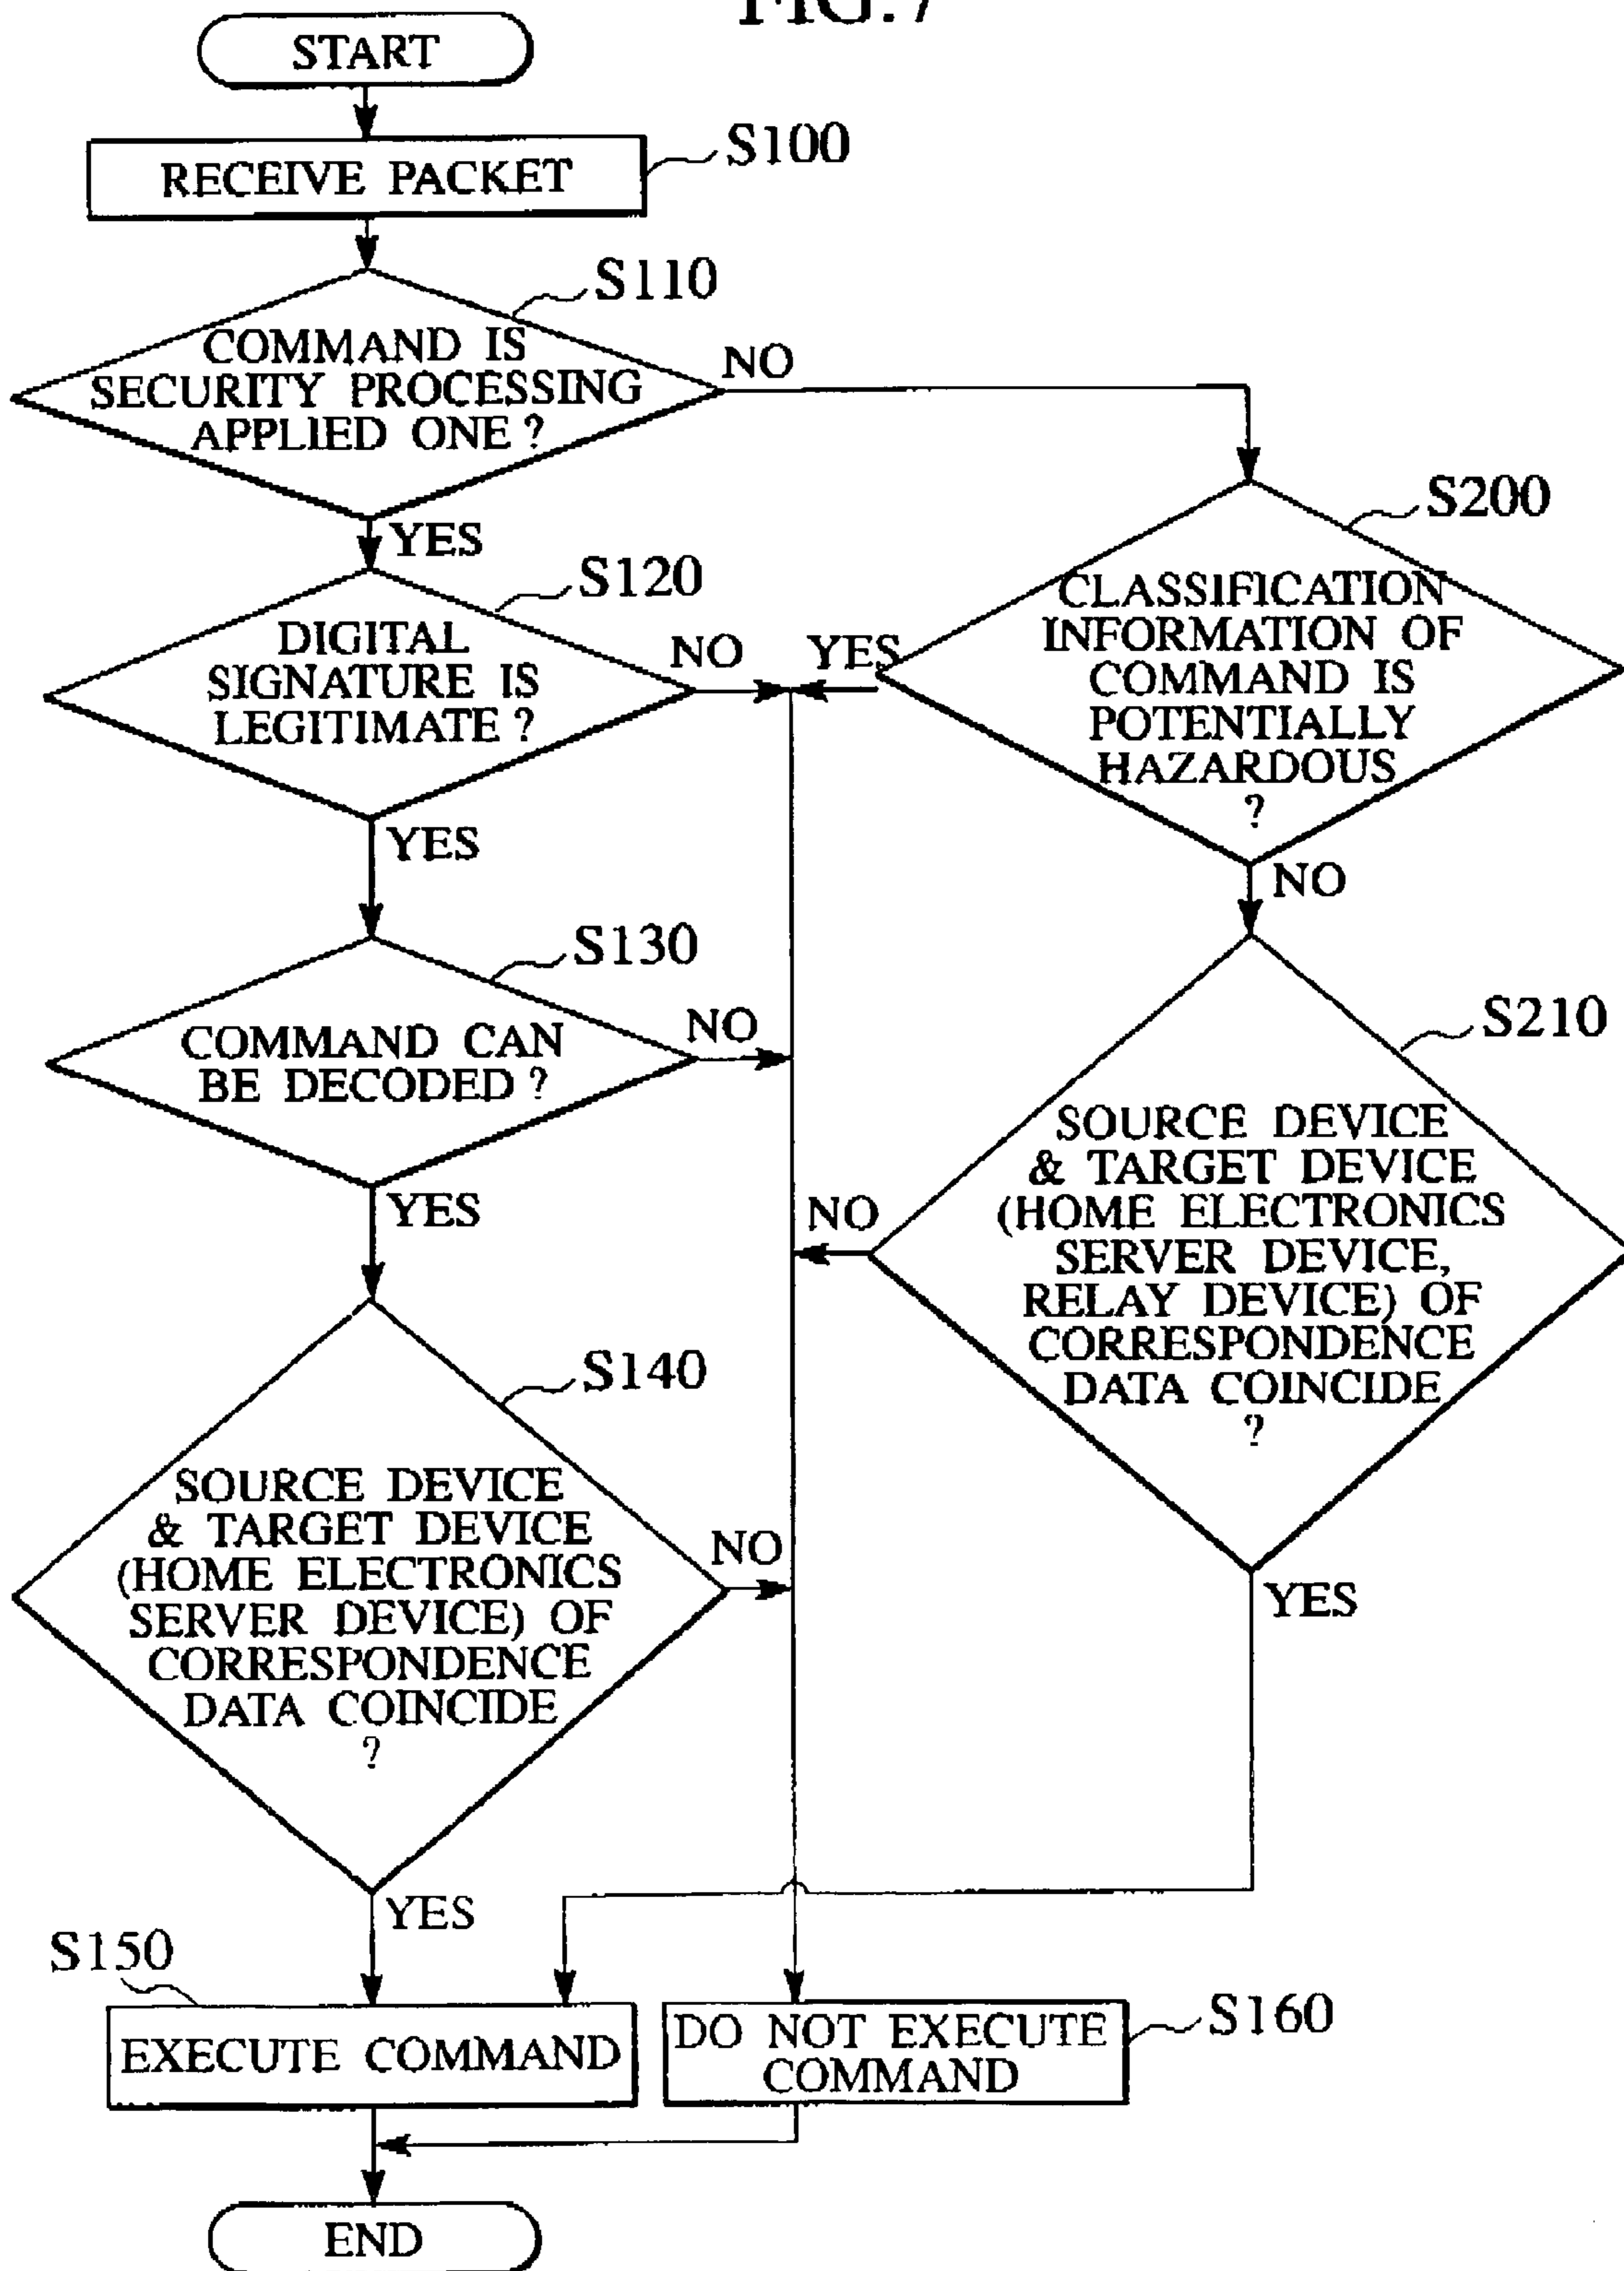 FIG.7
START
RECEIVE PACKET
S100
S110
COMMAND IS
SECURITY PROCESSING
APPLIED ONE ?
NO
YES
S200
CLASSIFICATION
INFORMATION OF
COMMAND IS
POTENTIALLY
HAZARDOUS
?
YES
NO
S120
DIGITAL
SIGNATURE IS
LEGITIMATE ?
NO
YES
S130
COMMAND CAN
BE DECODED ?
NO
YES
S210
SOURCE DEVICE
& TARGET DEVICE
(HOME ELECTRONICS
SERVER DEVICE,
RELAY DEVICE) OF
CORRESPONDENCE
DATA COINCIDE
?
NO
YES
S140
SOURCE DEVICE
& TARGET DEVICE
(HOME ELECTRONICS
SERVER DEVICE) OF
CORRESPONDENCE
DATA COINCIDE
?
NO
YES
S150
EXECUTE COMMAND
DO NOT EXECUTE
COMMAND
S160
END